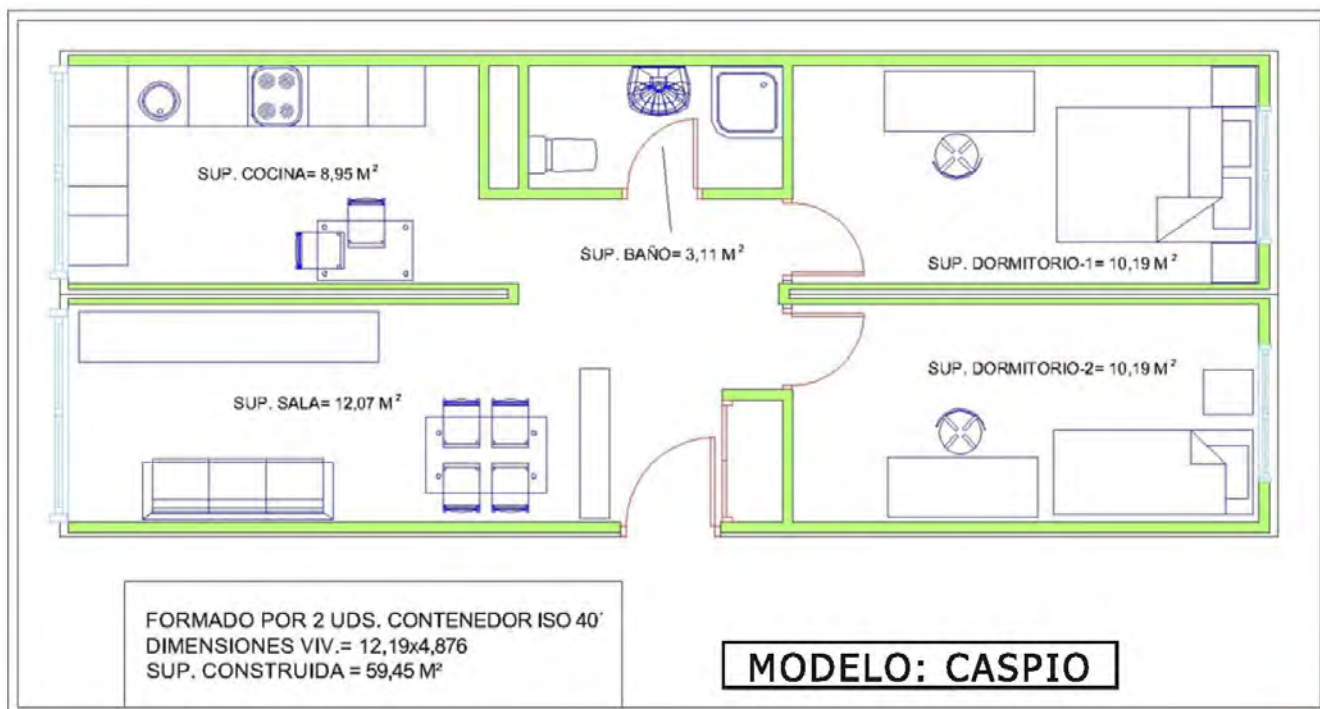 SUP. COCINA= 8,95 M²
SUP. BAÑO= 3,11 M²
SUP. DORMITORIO-1= 10,19 M²
SUP. DORMITORIO-2= 10,19 M²
SUP. SALA= 12,07 M²
FORMADO POR 2 UDS. CONTENEDOR ISO 40´
DIMENSIONES VIV.= 12,19x4,876
SUP. CONSTRUIDA = 59,45 M²
MODELO: CASPIO